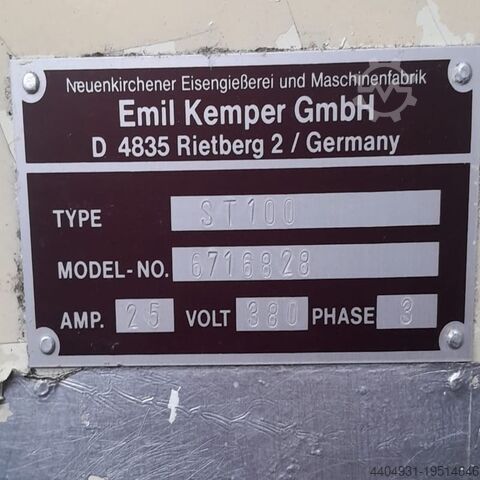 Neuenkirchener Eisengießerei und Maschinenfabrik
Emil Kemper GmbH
D 4835 Rietberg 2 / Germany
TYPE ST100
MODEL-NO. 6716828
AMP. 25 VOLT 380 PHASE 3
4404931-19514646